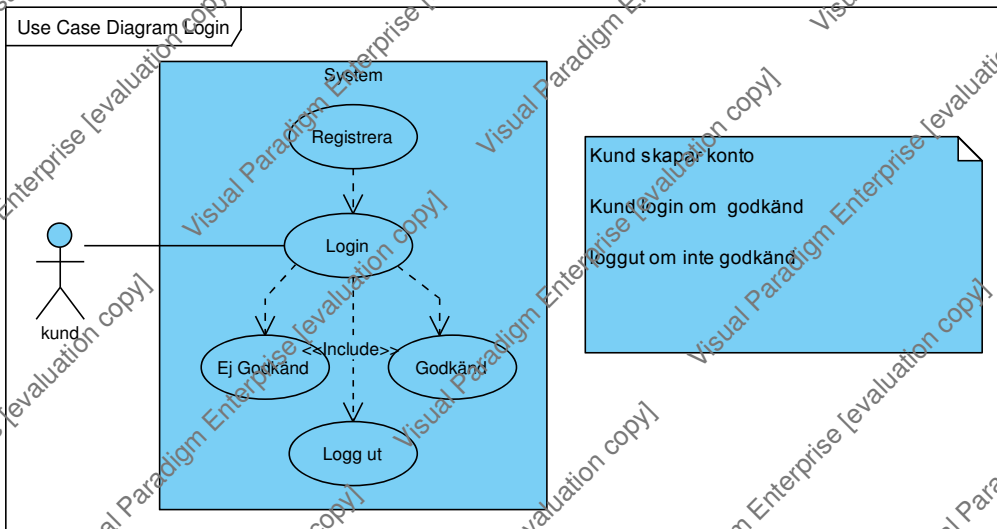 Use Case Diagram Login
System
Registrera
Login
kund
Ej Godkänd
<<Include>>
Godkänd
Logg ut
Kund skapar konto
Kund login om godkänd
loggut om inte godkänd
Visual Paradigm Enterprise [evaluation copy]